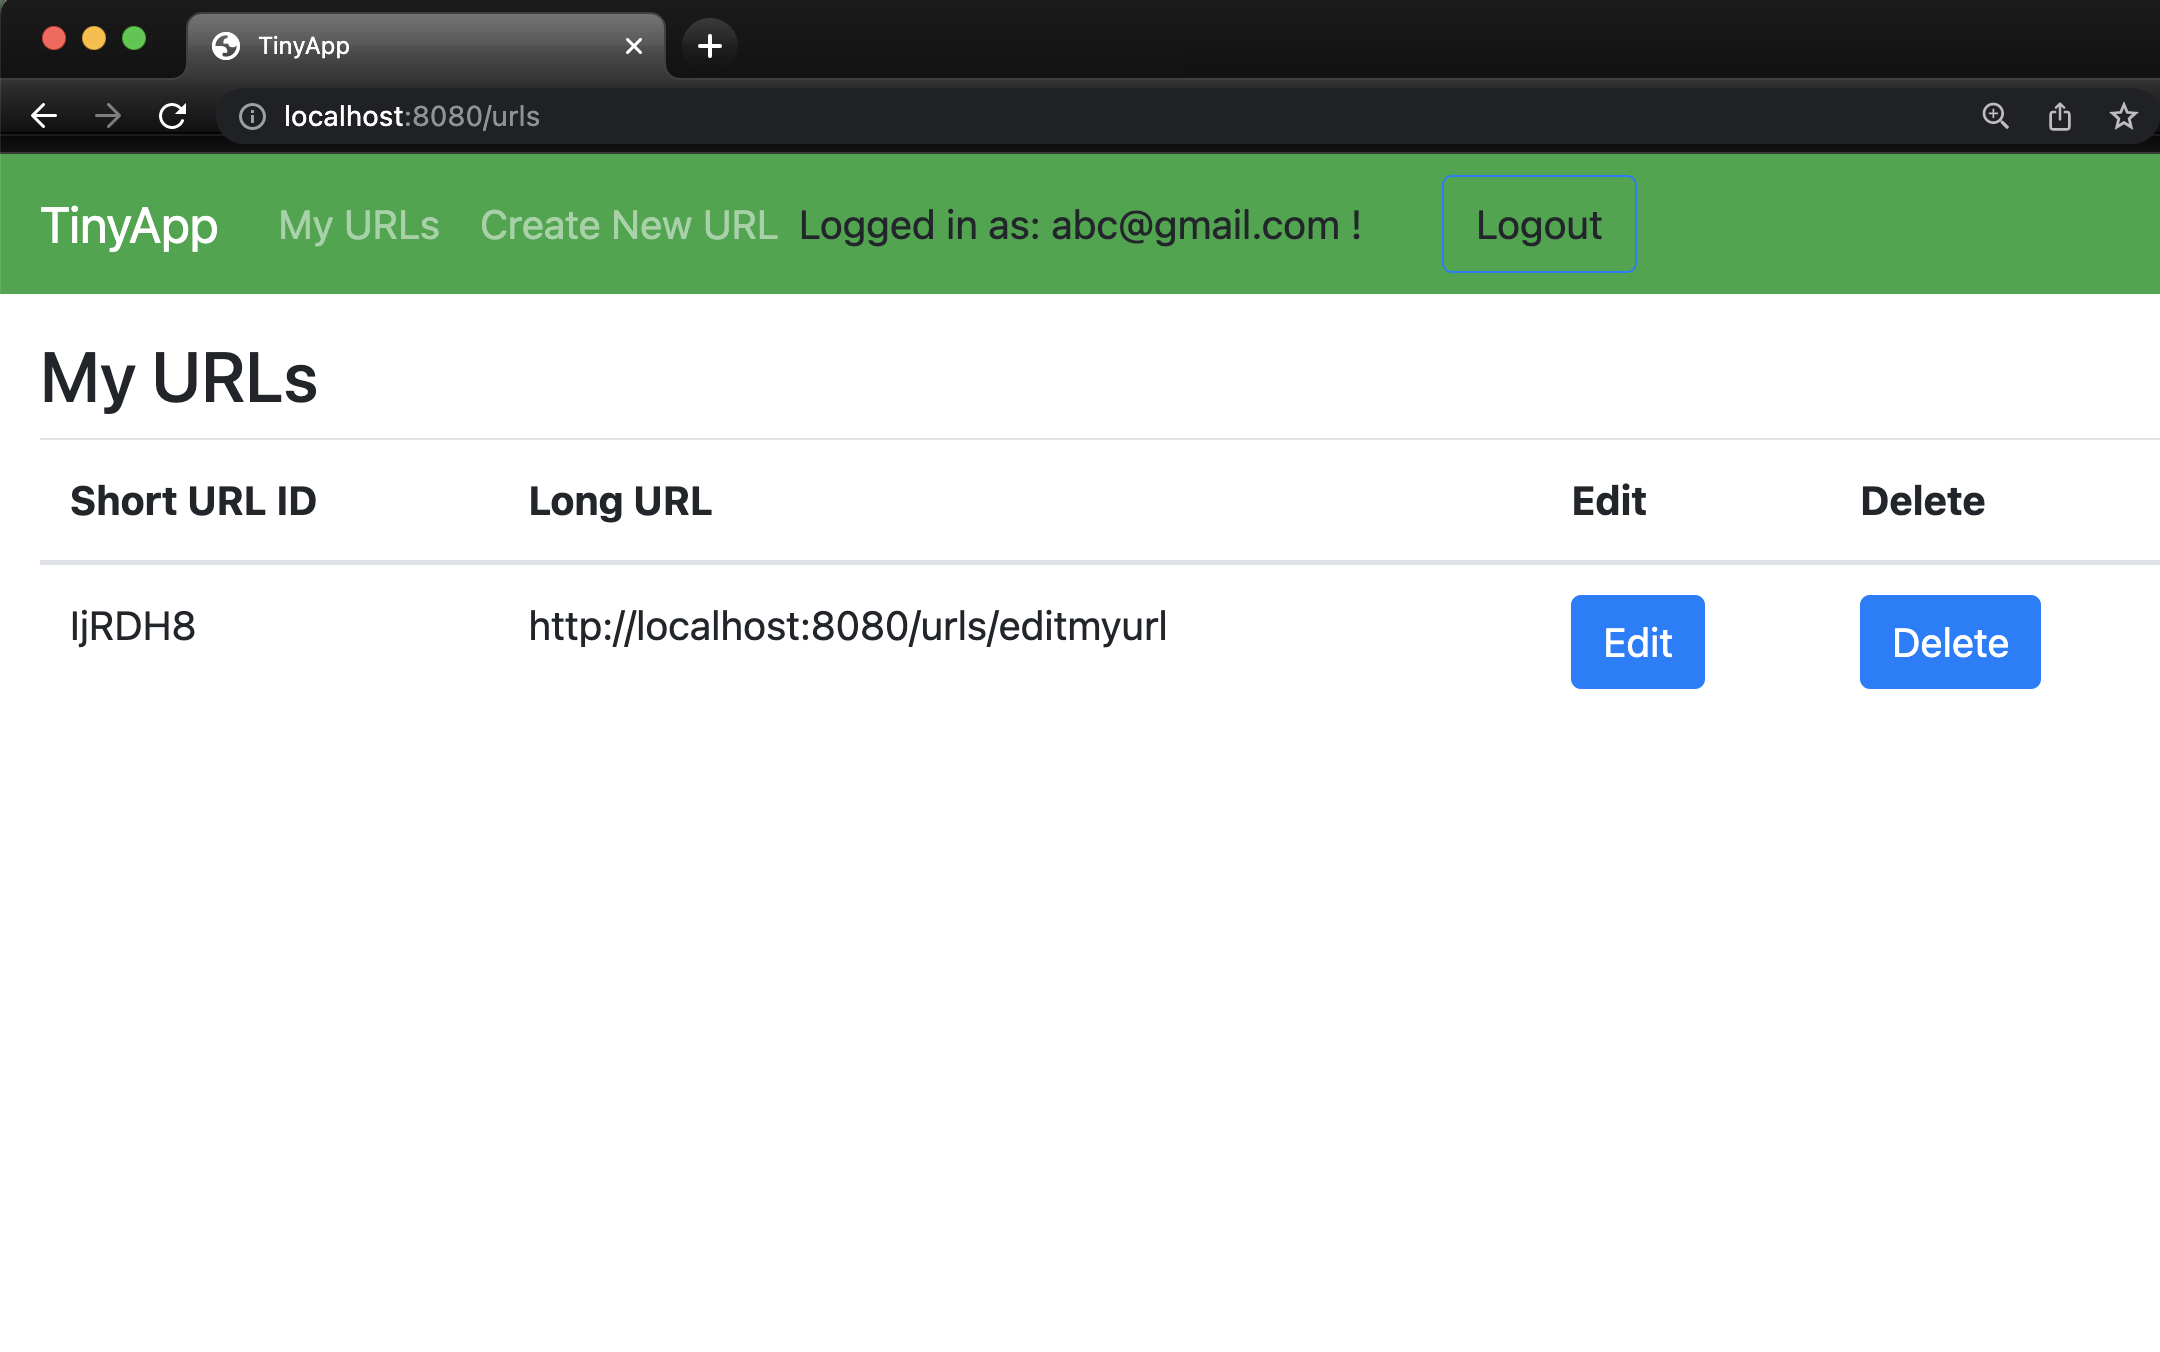 TinyApp
localhost:8080/urls
TinyApp My URLs Create New URL Logged in as: abc@gmail.com ! Logout
My URLs
Short URL ID Long URL Edit Delete
ljRDH8 http://localhost:8080/urls/editmyurl Edit Delete